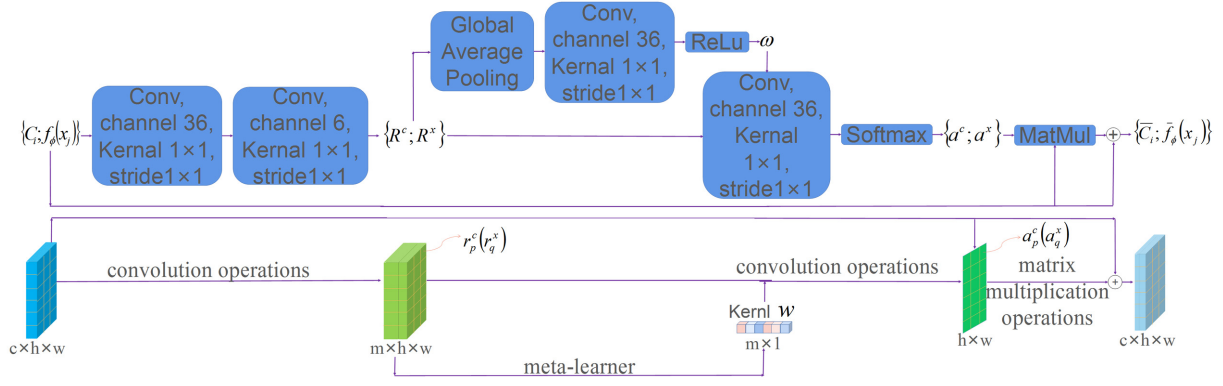 {C_i; f_ϕ(x_j)}
Conv,
channel 36,
Kernal 1×1,
stride1×1
Conv,
channel 6,
Kernal 1×1,
stride1×1
{R^c; R^x}
Global
Average
Pooling
Conv,
channel 36,
Kernal 1×1,
stride1×1
ReLu
ω
Conv,
channel 36,
Kernal
1×1,
stride1×1
Softmax
{a^c; a^x}
MatMul
+
{C̅_i; f̅_ϕ(x_j)}
c×h×w
convolution operations
r_p^c(r_q^x)
m×h×w
meta-learner
convolution operations
Kernl w
m×1
a_p^c(a_q^x)
h×w
matrix
multiplication
operations
+
c×h×w